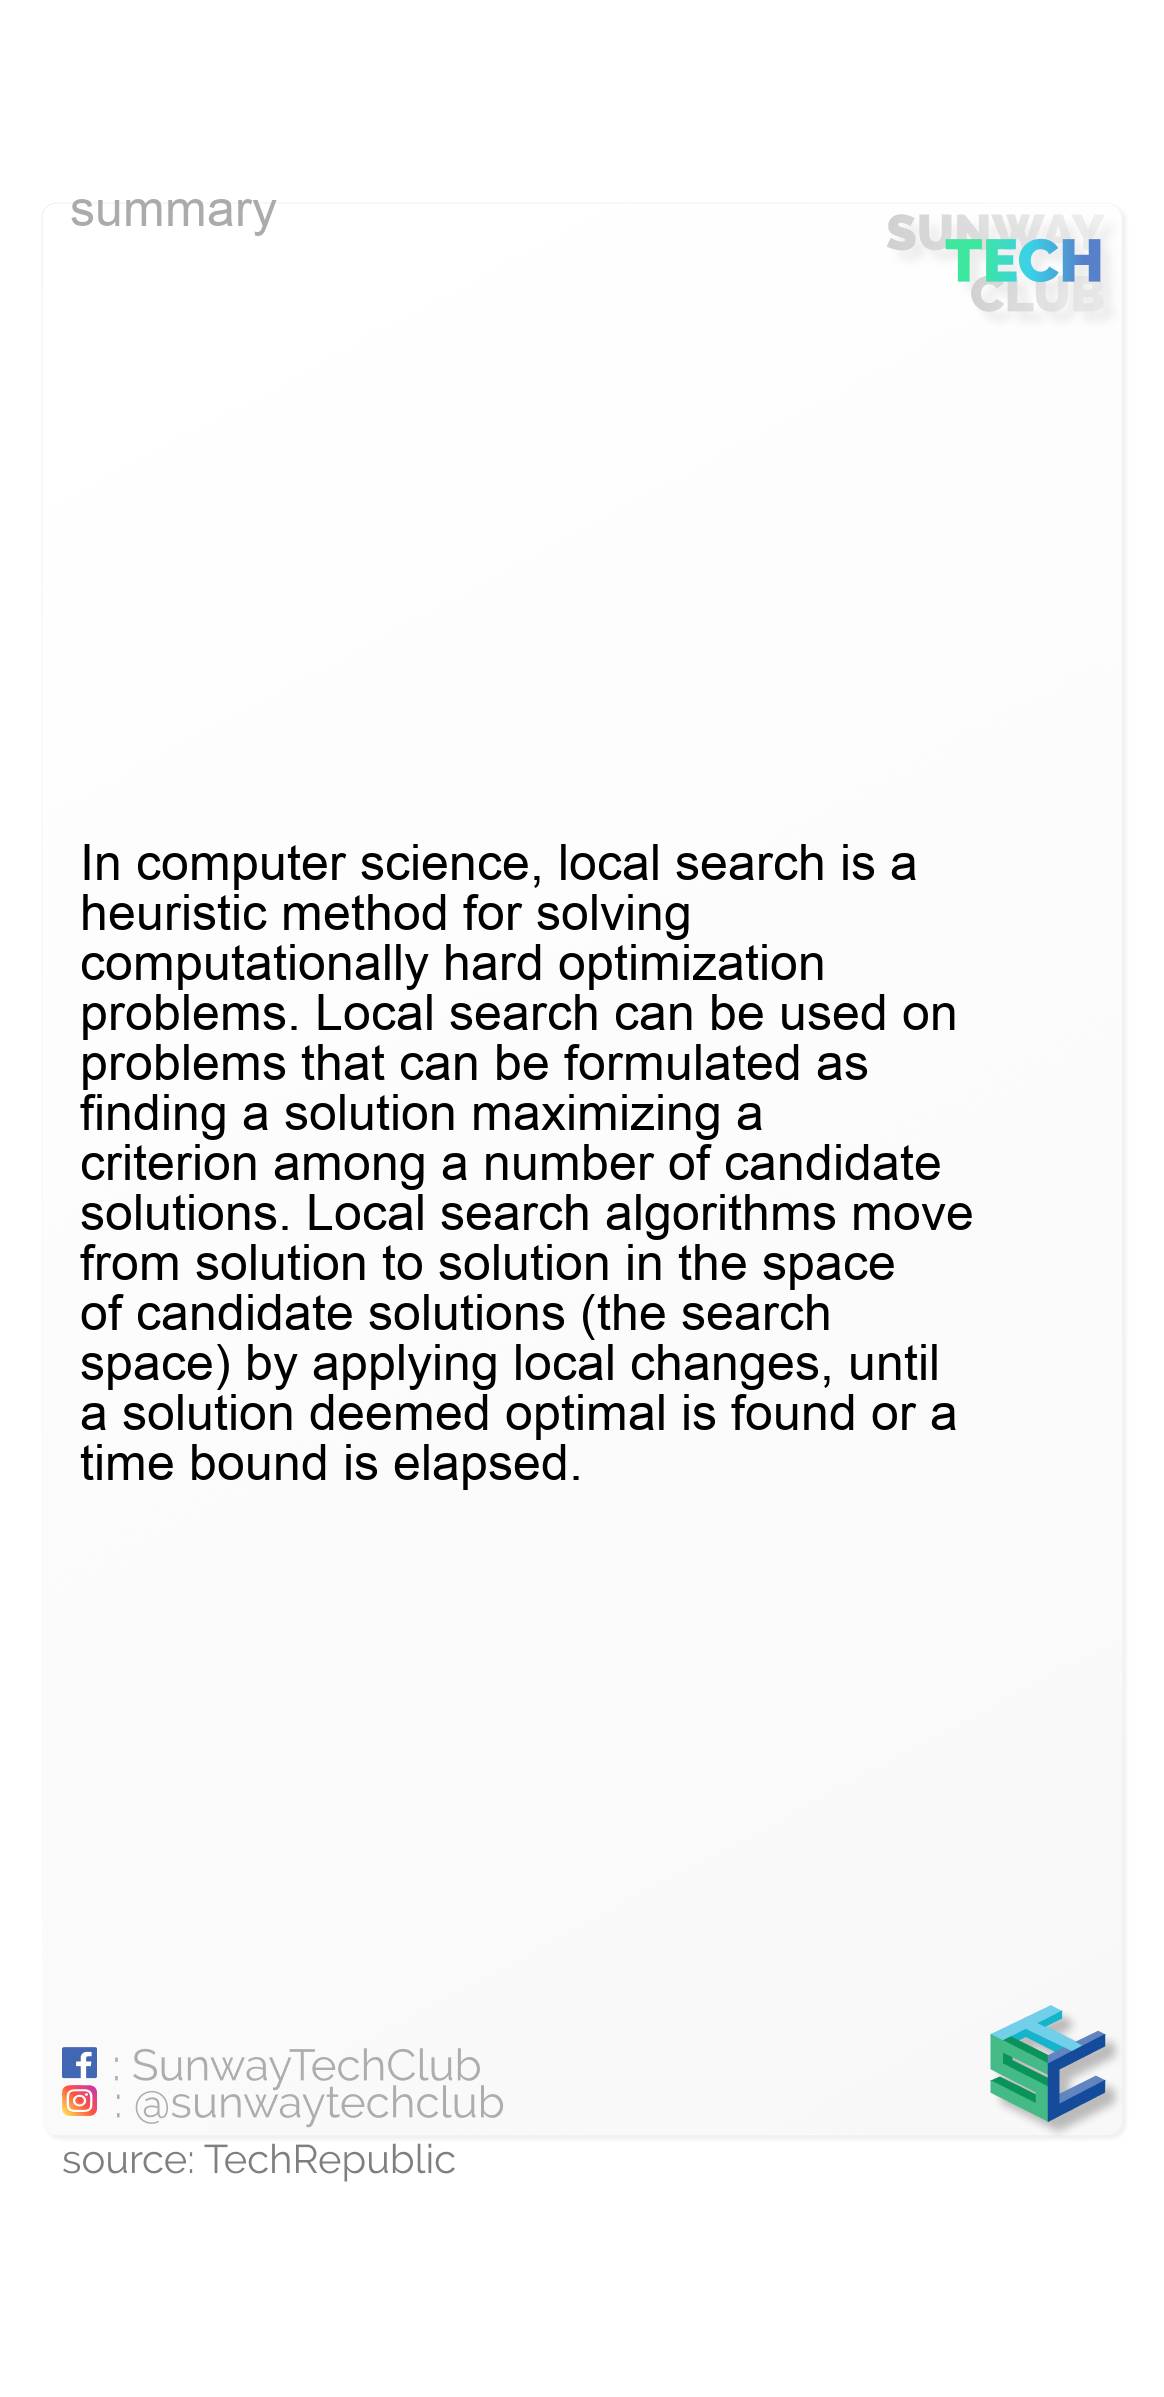 summary
SUNWAY
TECH
CLUB
In computer science, local search is a
heuristic method for solving
computationally hard optimization
problems. Local search can be used on
problems that can be formulated as
finding a solution maximizing a
criterion among a number of candidate
solutions. Local search algorithms move
from solution to solution in the space
of candidate solutions (the search
space) by applying local changes, until
a solution deemed optimal is found or a
time bound is elapsed.
: SunwayTechClub
: @sunwaytechclub
source: TechRepublic